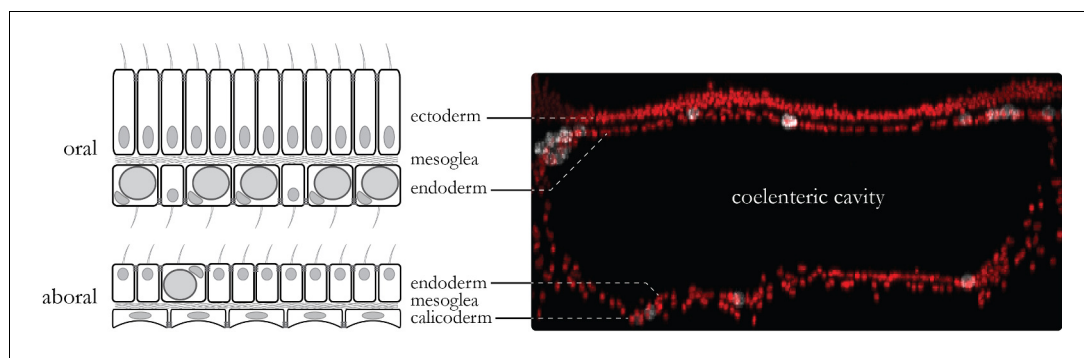 oral
ectoderm
mesoglea
endoderm
coelenteric cavity
aboral
endoderm
mesoglea
calicoderm